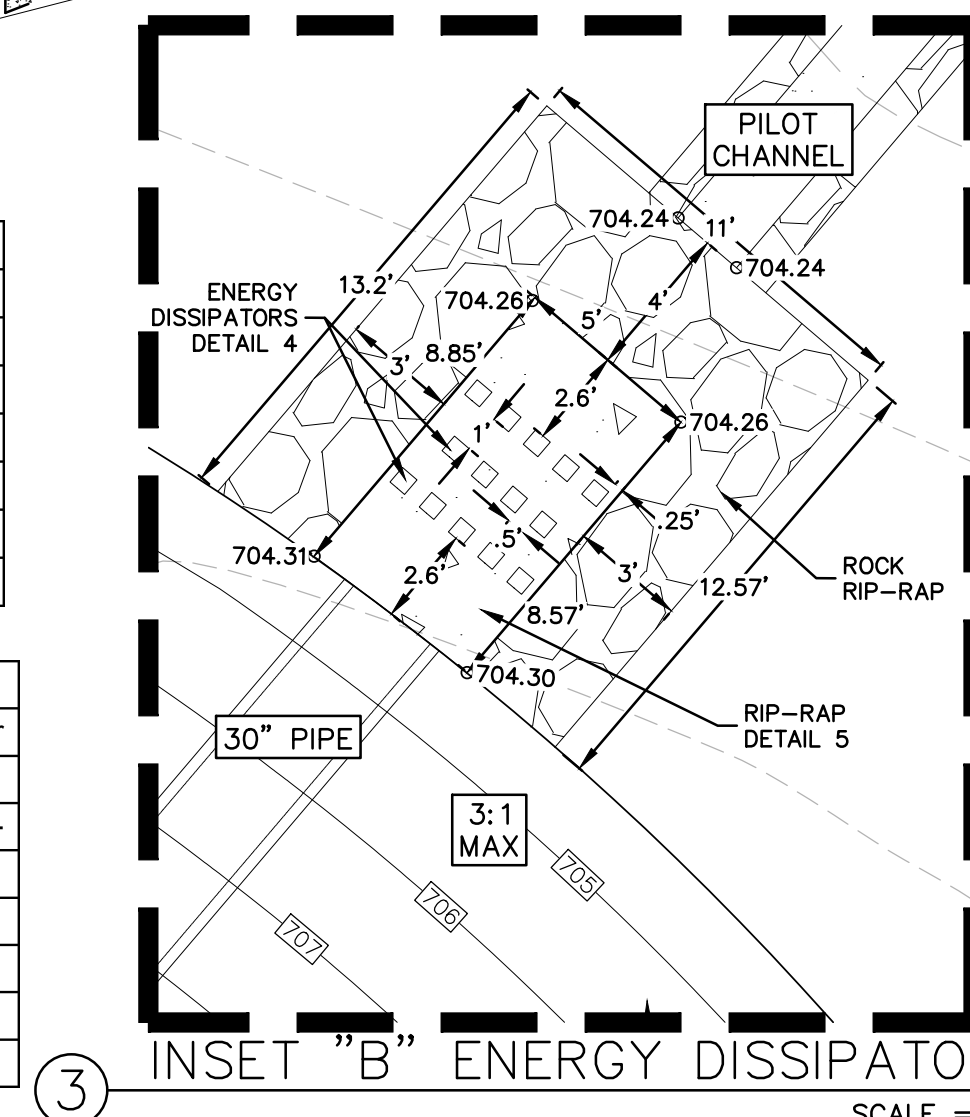 PILOT
CHANNEL
704.24
11'
704.24
13.2'
ENERGY
DISSIPATORS
DETAIL 4
704.26
4'
5'
3'
8.85'
2.6'
704.26
1'
.25'
.5'
704.31
2.6'
3'
ROCK
RIP-RAP
12.57'
8.57'
704.30
RIP-RAP
DETAIL 5
30" PIPE
3:1
MAX
705
706
707
3
INSET "B" ENERGY DISSIPATO
SCALE =